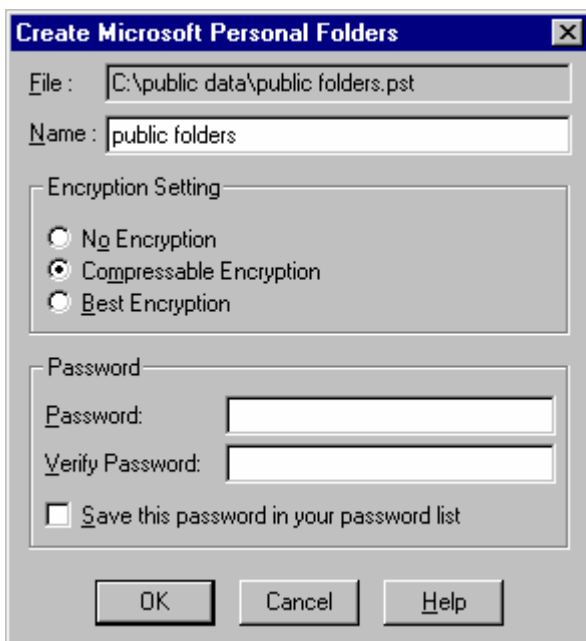 Create Microsoft Personal Folders
File : C:\public data\public folders.pst
Name : public folders
Encryption Setting
No Encryption
Compressable Encryption
Best Encryption
Password
Password:
Verify Password:
Save this password in your password list
OK Cancel Help